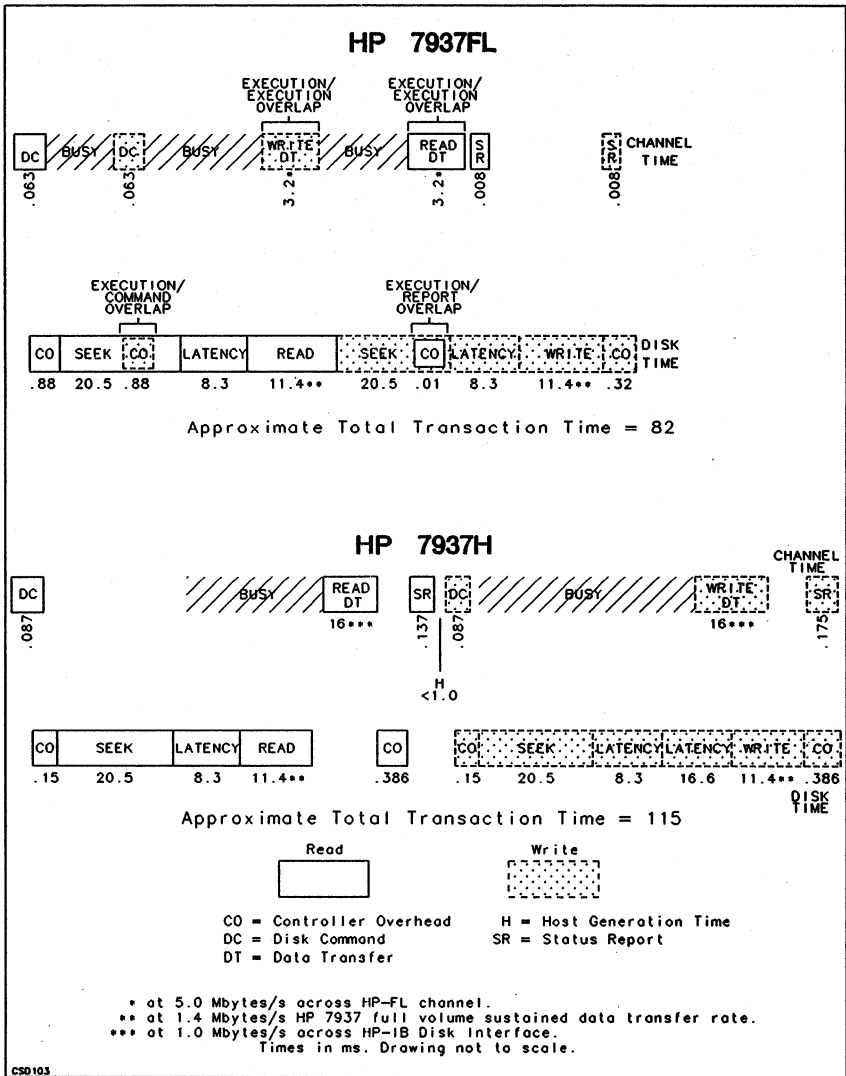 HP 7937FL
EXECUTION/
EXECUTION
OVERLAP
EXECUTION/
EXECUTION
OVERLAP
DC BUSY DC BUSY WRITE DT BUSY READ DT SR CHANNEL TIME
.063 .063 3.2* 3.2* .008 .008
SR
EXECUTION/
COMMAND
OVERLAP
EXECUTION/
REPORT
OVERLAP
CO SEEK CO LATENCY READ SEEK CO LATENCY WRITE CO DISK TIME
.88 20.5 .88 8.3 11.4** 20.5 .01 8.3 11.4** .32
Approximate Total Transaction Time = 82
HP 7937H
CHANNEL
TIME
DC BUSY READ DT SR DC BUSY WRITE DT SR
.087 16*** .137 .087 16*** .175
H
<1.0
CO SEEK LATENCY READ CO CO SEEK LATENCY LATENCY WRITE CO
.15 20.5 8.3 11.4** .386 .15 20.5 8.3 16.6 11.4** .386
DISK
TIME
Approximate Total Transaction Time = 115
Read Write
CO = Controller Overhead H = Host Generation Time
DC = Disk Command SR = Status Report
DT = Data Transfer
* at 5.0 Mbytes/s across HP-FL channel.
** at 1.4 Mbytes/s HP 7937 full volume sustained data transfer rate.
*** at 1.0 Mbytes/s across HP-IB Disk Interface.
Times in ms. Drawing not to scale.
CSD103